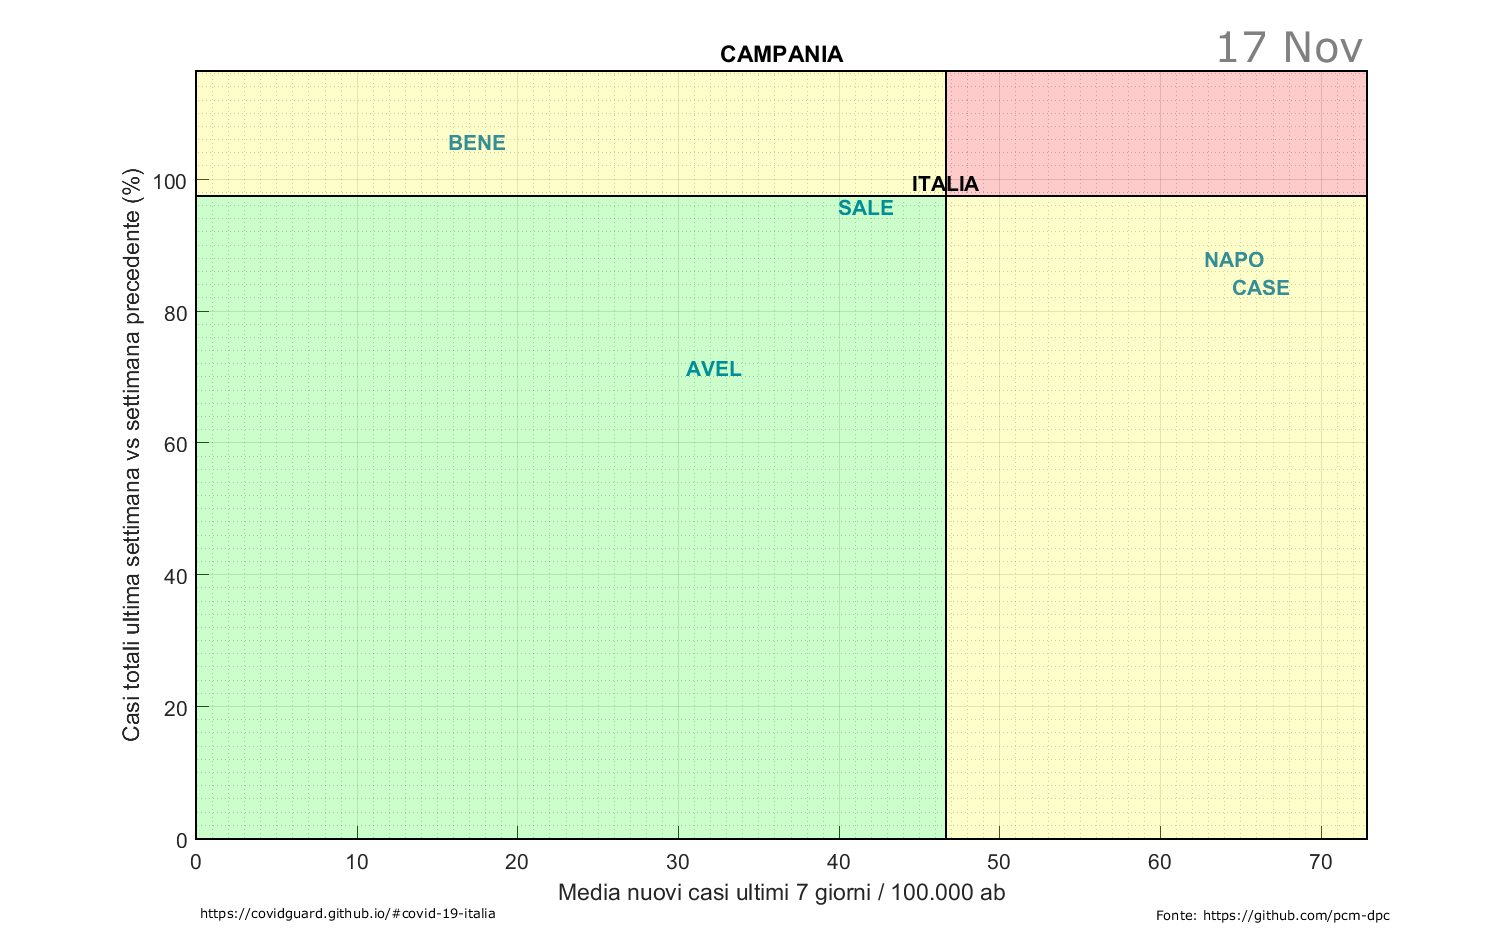 17 Nov
CAMPANIA
BENE
100
ITALIA
SALE
NAPO
CASE
80
AVEL
60
40
20
0
Casi totali ultima settimana vs settimana precedente (%)
0 10 20 30 40 50 60 70
Media nuovi casi ultimi 7 giorni / 100.000 ab
https://covidguard.github.io/#covid-19-italia
Fonte: https://github.com/pcm-dpc